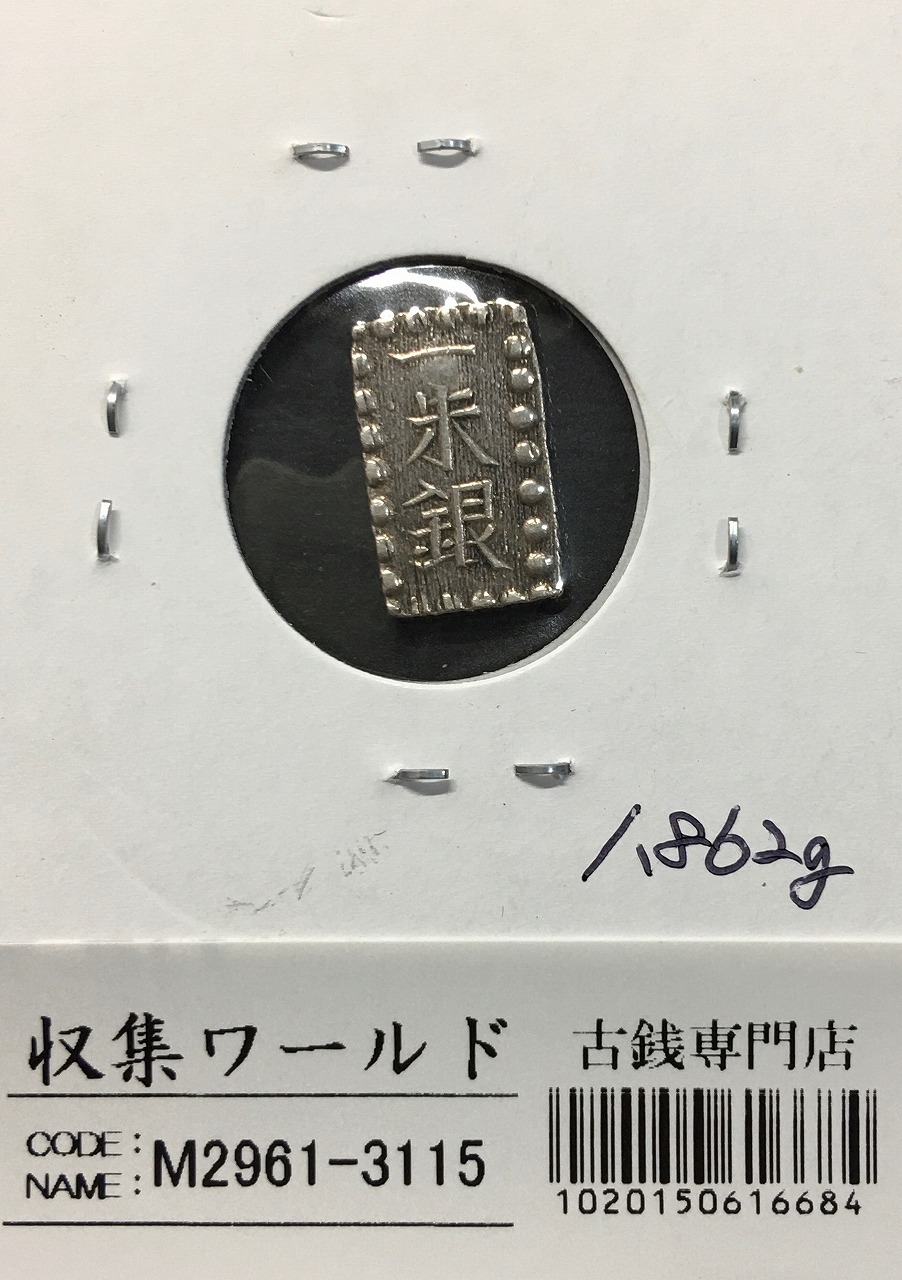 一
朱
銀
1.862g
収集ワールド
古銭専門店
CODE:
NAME:
M2961-3115
1020150616684